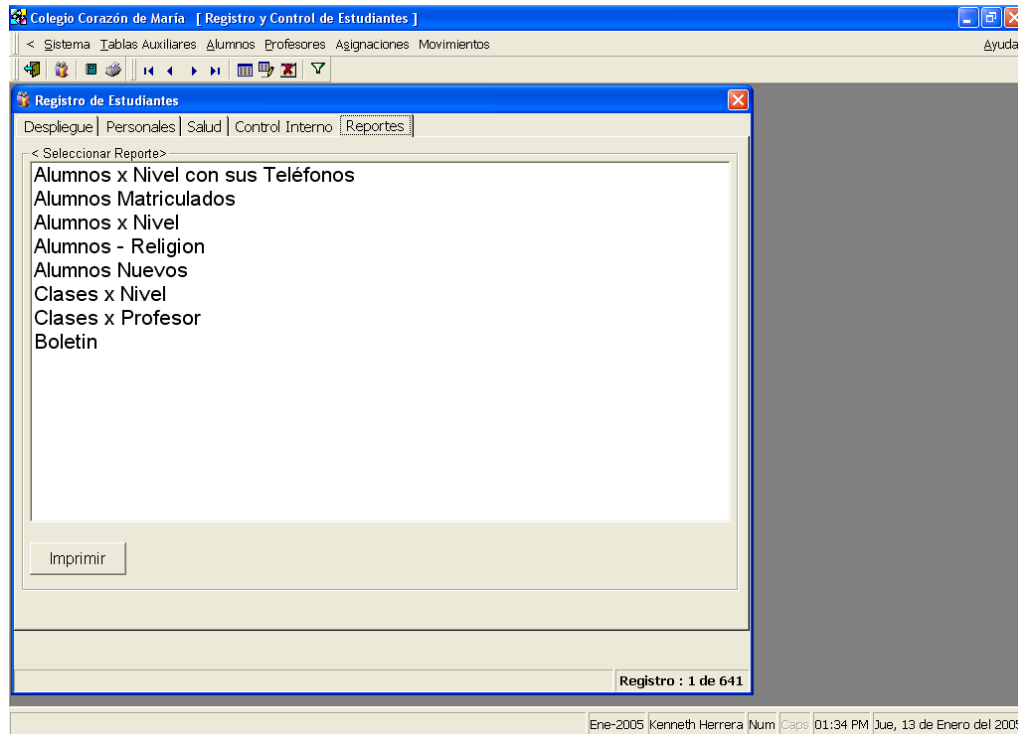 Colegio Corazón de María [ Registro y Control de Estudiantes ]
< Sistema Tablas Auxiliares Alumnos Profesores Asignaciones Movimientos Ayuda
Registro de Estudiantes
Despliegue Personales Salud Control Interno Reportes
< Seleccionar Reporte>
Alumnos x Nivel con sus Teléfonos
Alumnos Matriculados
Alumnos x Nivel
Alumnos - Religion
Alumnos Nuevos
Clases x Nivel
Clases x Profesor
Boletin
Imprimir
Registro : 1 de 641
Ene-2005 Kenneth Herrera Num Caps 01:34 PM Jue, 13 de Enero del 2005